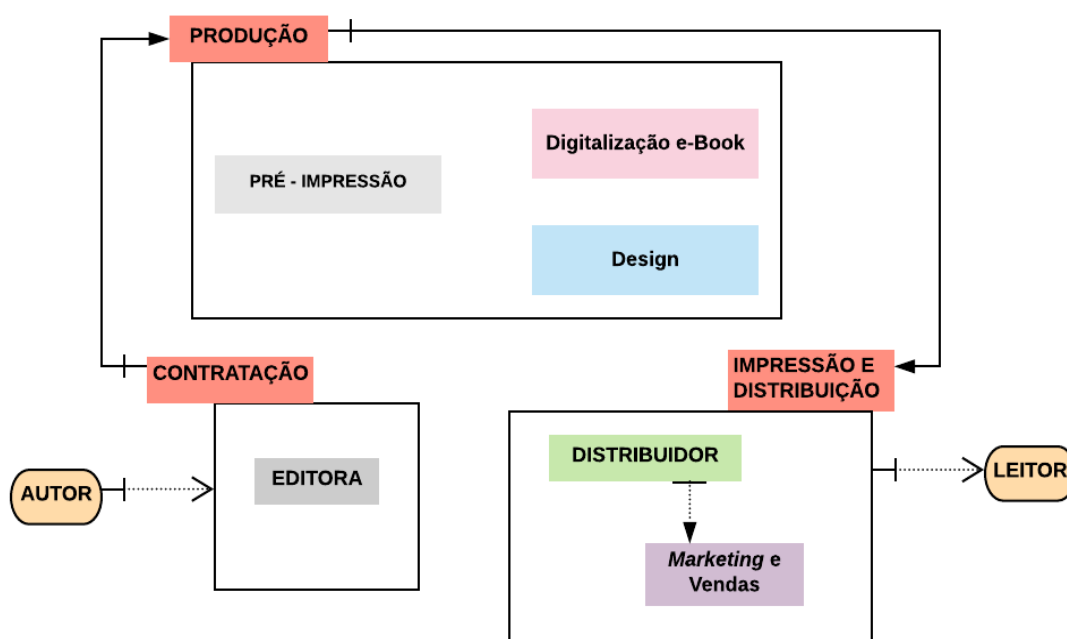 PRODUÇÃO
Digitalização e-Book
PRÉ - IMPRESSÃO
Design
CONTRATAÇÃO
IMPRESSÃO E
DISTRIBUIÇÃO
AUTOR
EDITORA
DISTRIBUIDOR
LEITOR
Marketing e
Vendas